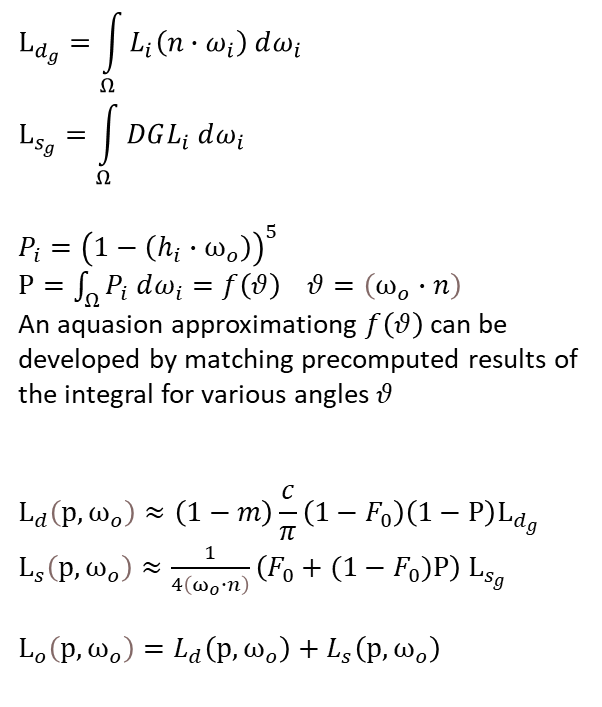 L_{d_g} = ∫_Ω L_i(n · ω_i) dω_i
L_{s_g} = ∫_Ω DGL_i dω_i
P_i = (1 − (h_i · ω_o))^5
P = ∫_Ω P_i dω_i = f(ϑ) ϑ = (ω_o · n)
An aquasion approximationg f(ϑ) can be
developed by matching precomputed results of
the integral for various angles ϑ
L_d(p, ω_o) ≈ (1 − m) c/π (1 − F_0)(1 − P)L_{d_g}
L_s(p, ω_o) ≈ 1/4(ω_o·n) (F_0 + (1 − F_0)P) L_{s_g}
L_o(p, ω_o) = L_d(p, ω_o) + L_s(p, ω_o)